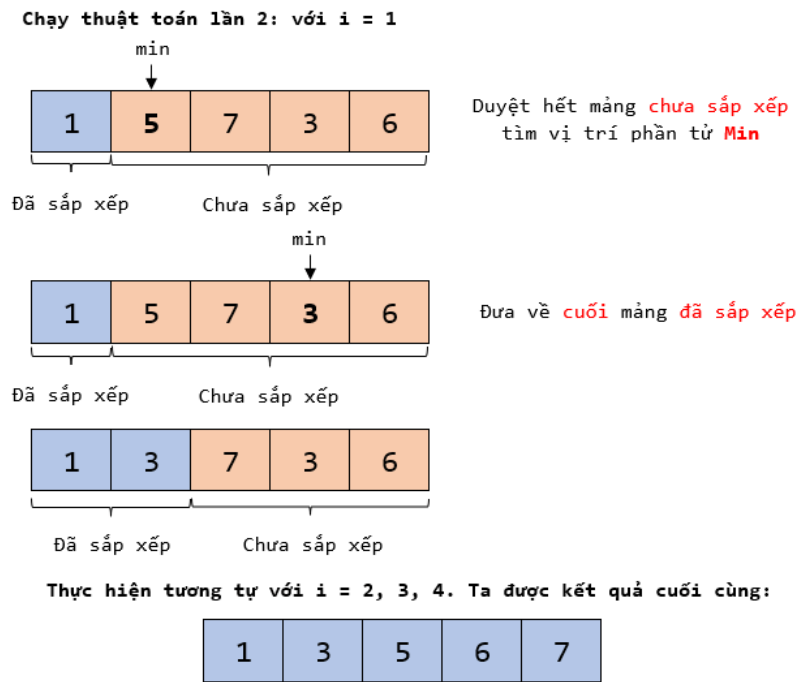 Chạy thuật toán lần 2: với i = 1
min
1 5 7 3 6
Duyệt hết mảng chưa sắp xếp
tìm vị trí phần tử Min
Đã sắp xếp Chưa sắp xếp
min
1 5 7 3 6
Đưa về cuối mảng đã sắp xếp
Đã sắp xếp Chưa sắp xếp
1 3 7 3 6
Đã sắp xếp Chưa sắp xếp
Thực hiện tương tự với i = 2, 3, 4. Ta được kết quả cuối cùng:
1 3 5 6 7